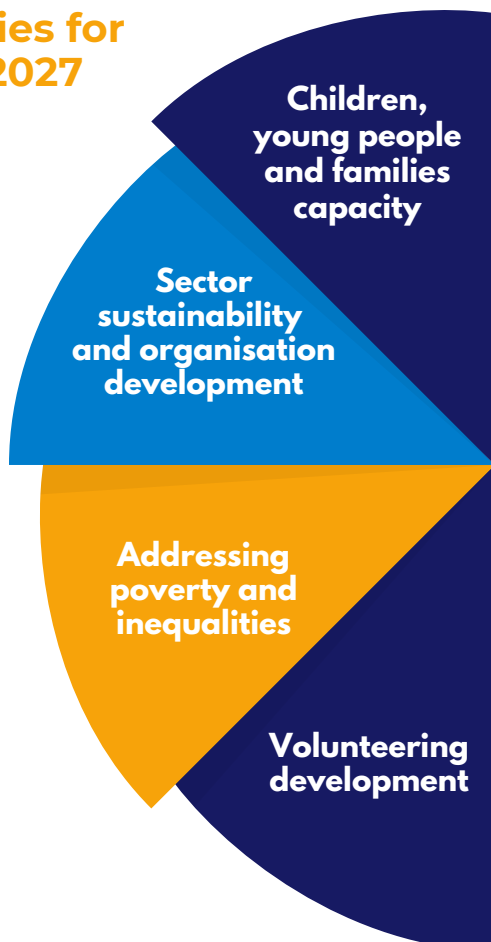 ies for
2027
Children,
young people
and families
capacity
Sector
sustainability
and organisation
development
Addressing
poverty and
inequalities
Volunteering
development